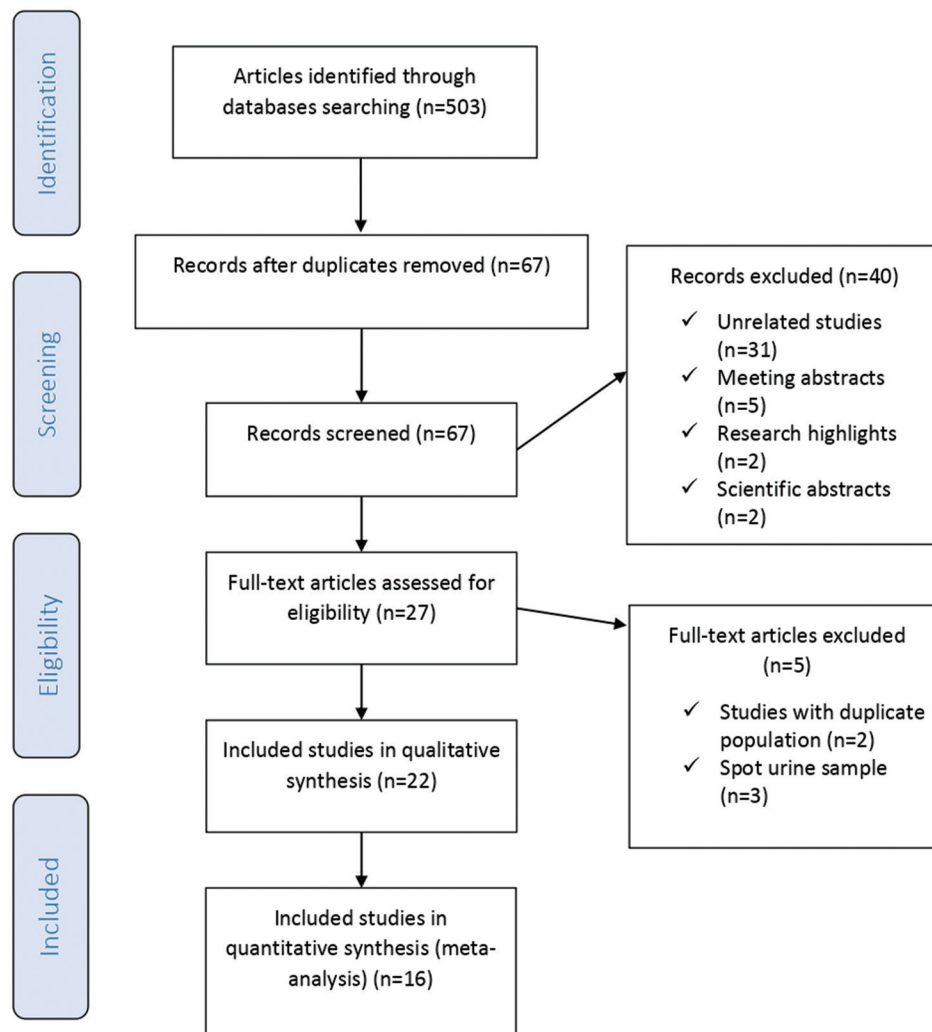 Identification
Articles identified through
databases searching (n=503)
Records after duplicates removed (n=67)
Screening
Records screened (n=67)
Records excluded (n=40)
✓ Unrelated studies
(n=31)
✓ Meeting abstracts
(n=5)
✓ Research highlights
(n=2)
✓ Scientific abstracts
(n=2)
Eligibility
Full-text articles assessed for
eligibility (n=27)
Full-text articles excluded
(n=5)
✓ Studies with duplicate
population (n=2)
✓ Spot urine sample
(n=3)
Included studies in qualitative
synthesis (n=22)
Included
Included studies in
quantitative synthesis (meta-
analysis) (n=16)